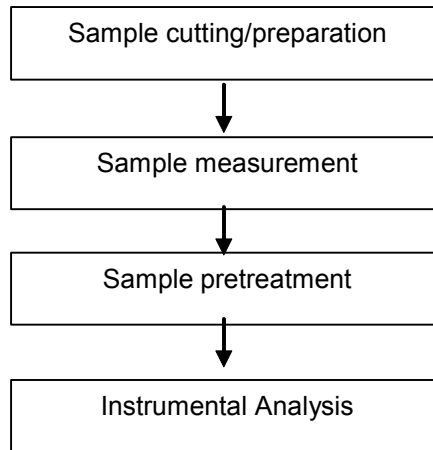 Sample cutting/preparation
Sample measurement
Sample pretreatment
Instrumental Analysis